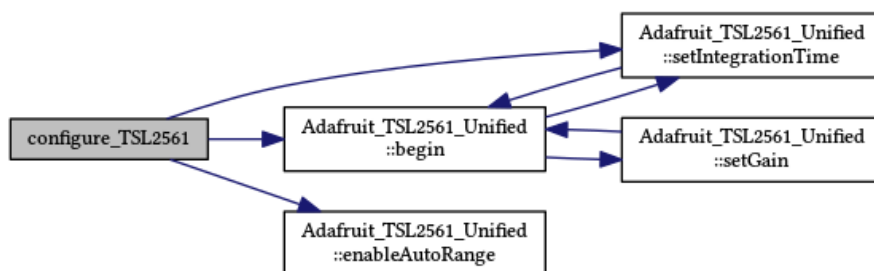 configure_TSL2561
Adafruit_TSL2561_Unified
::begin
Adafruit_TSL2561_Unified
::enableAutoRange
Adafruit_TSL2561_Unified
::setIntegrationTime
Adafruit_TSL2561_Unified
::setGain